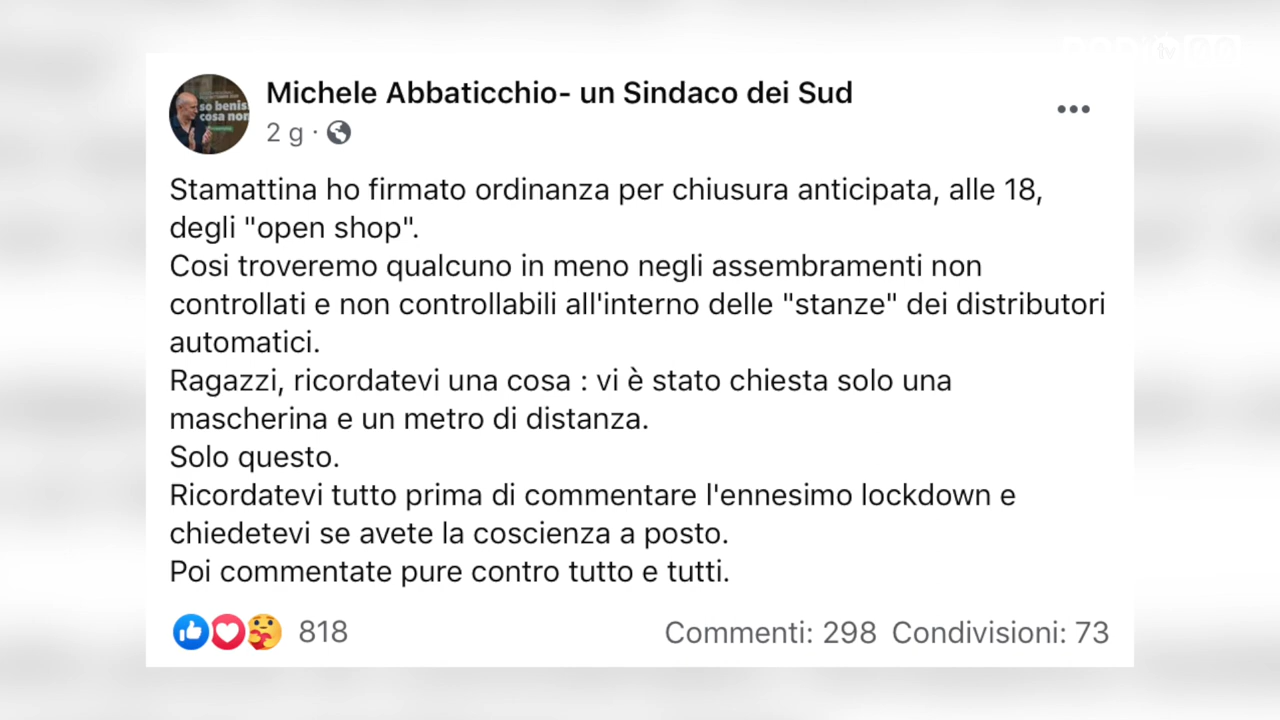 Michele Abbaticchio- un Sindaco dei Sud
2 g ·
so benis
cosa non
Stamattina ho firmato ordinanza per chiusura anticipata, alle 18,
degli "open shop".
Cosi troveremo qualcuno in meno negli assembramenti non
controllati e non controllabili all'interno delle "stanze" dei distributori
automatici.
Ragazzi, ricordatevi una cosa : vi è stato chiesta solo una
mascherina e un metro di distanza.
Solo questo.
Ricordatevi tutto prima di commentare l'ennesimo lockdown e
chiedetevi se avete la coscienza a posto.
Poi commentate pure contro tutto e tutti.
818
Commenti: 298 Condivisioni: 73